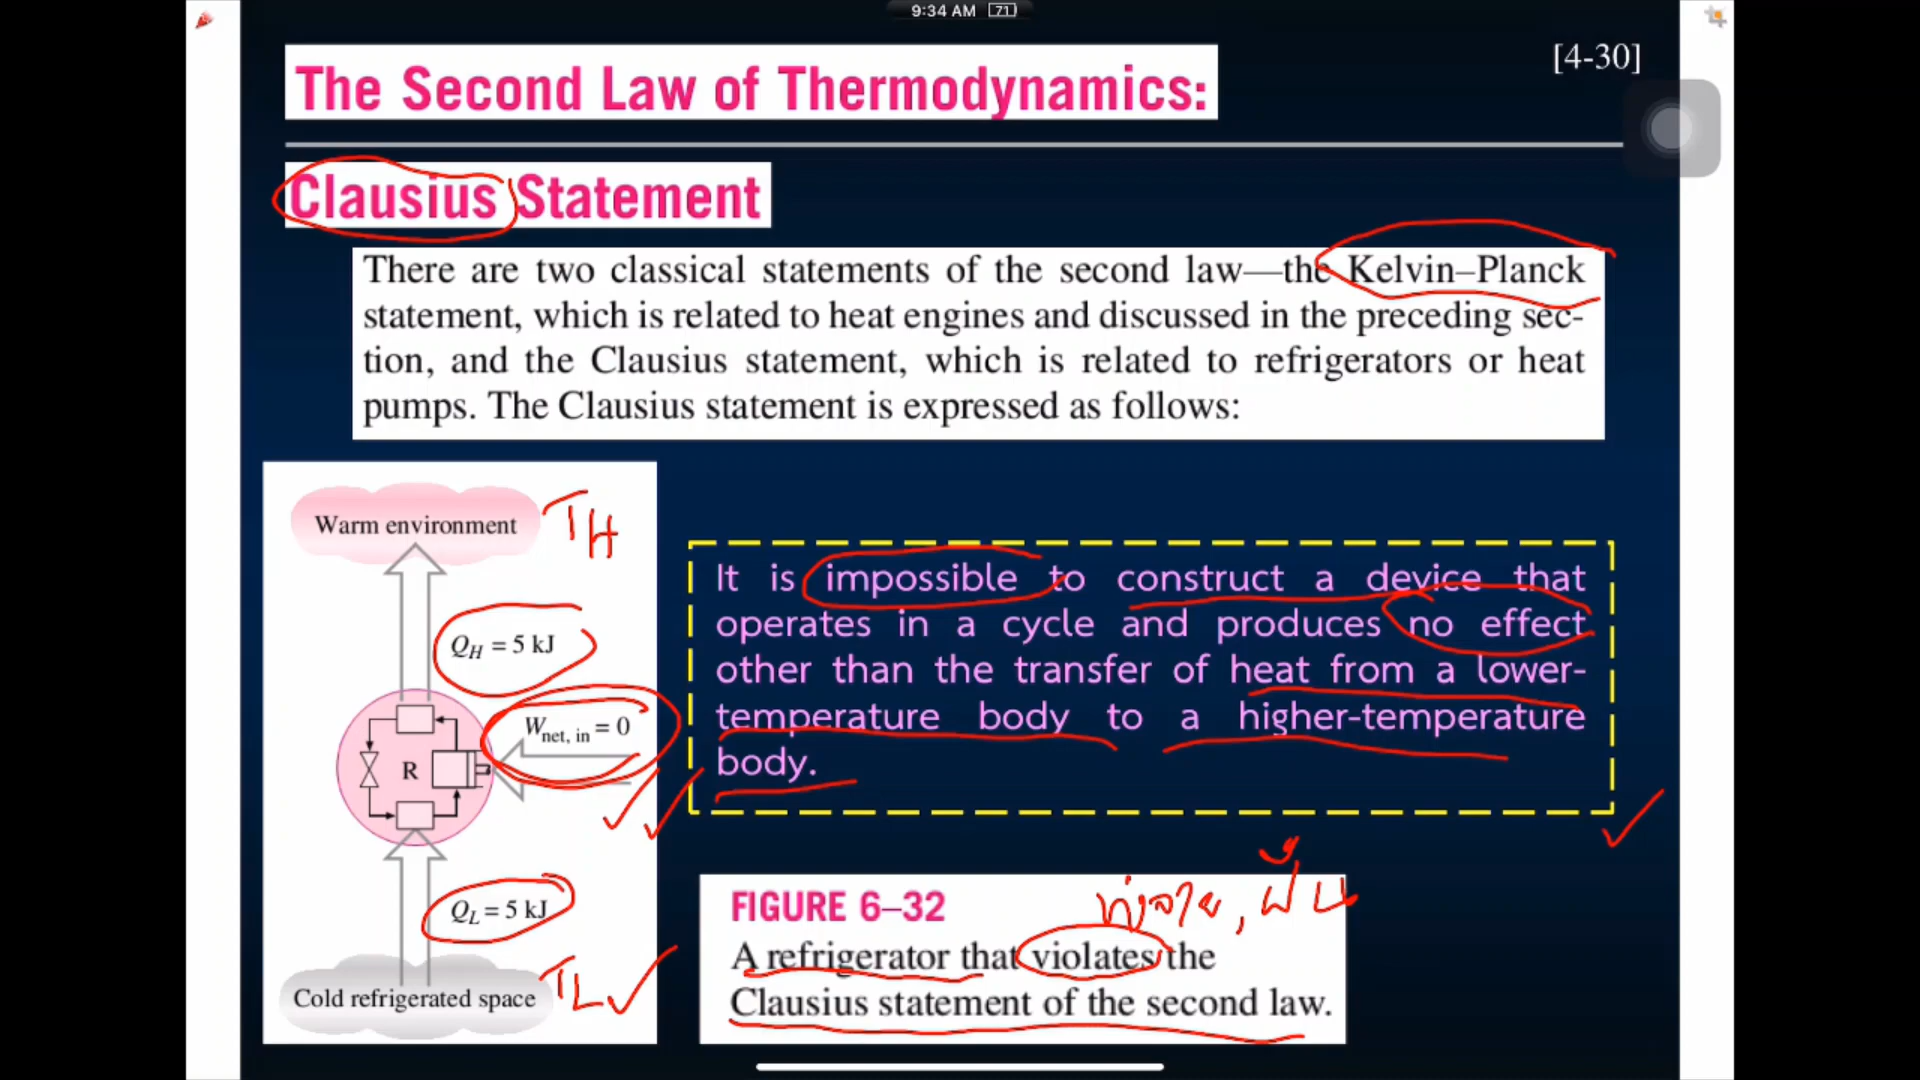 9:34 AM 71
[4-30]
The Second Law of Thermodynamics:
Clausius Statement
There are two classical statements of the second law—the Kelvin–Planck
statement, which is related to heat engines and discussed in the preceding sec-
tion, and the Clausius statement, which is related to refrigerators or heat
pumps. The Clausius statement is expressed as follows:
Warm environment
TH
QH = 5 kJ
Wnet, in = 0
R
QL = 5 kJ
Cold refrigerated space
TL
It is impossible to construct a device that
operates in a cycle and produces no effect
other than the transfer of heat from a lower-
temperature body to a higher-temperature
body.
FIGURE 6–32
A refrigerator that violates the
Clausius statement of the second law.